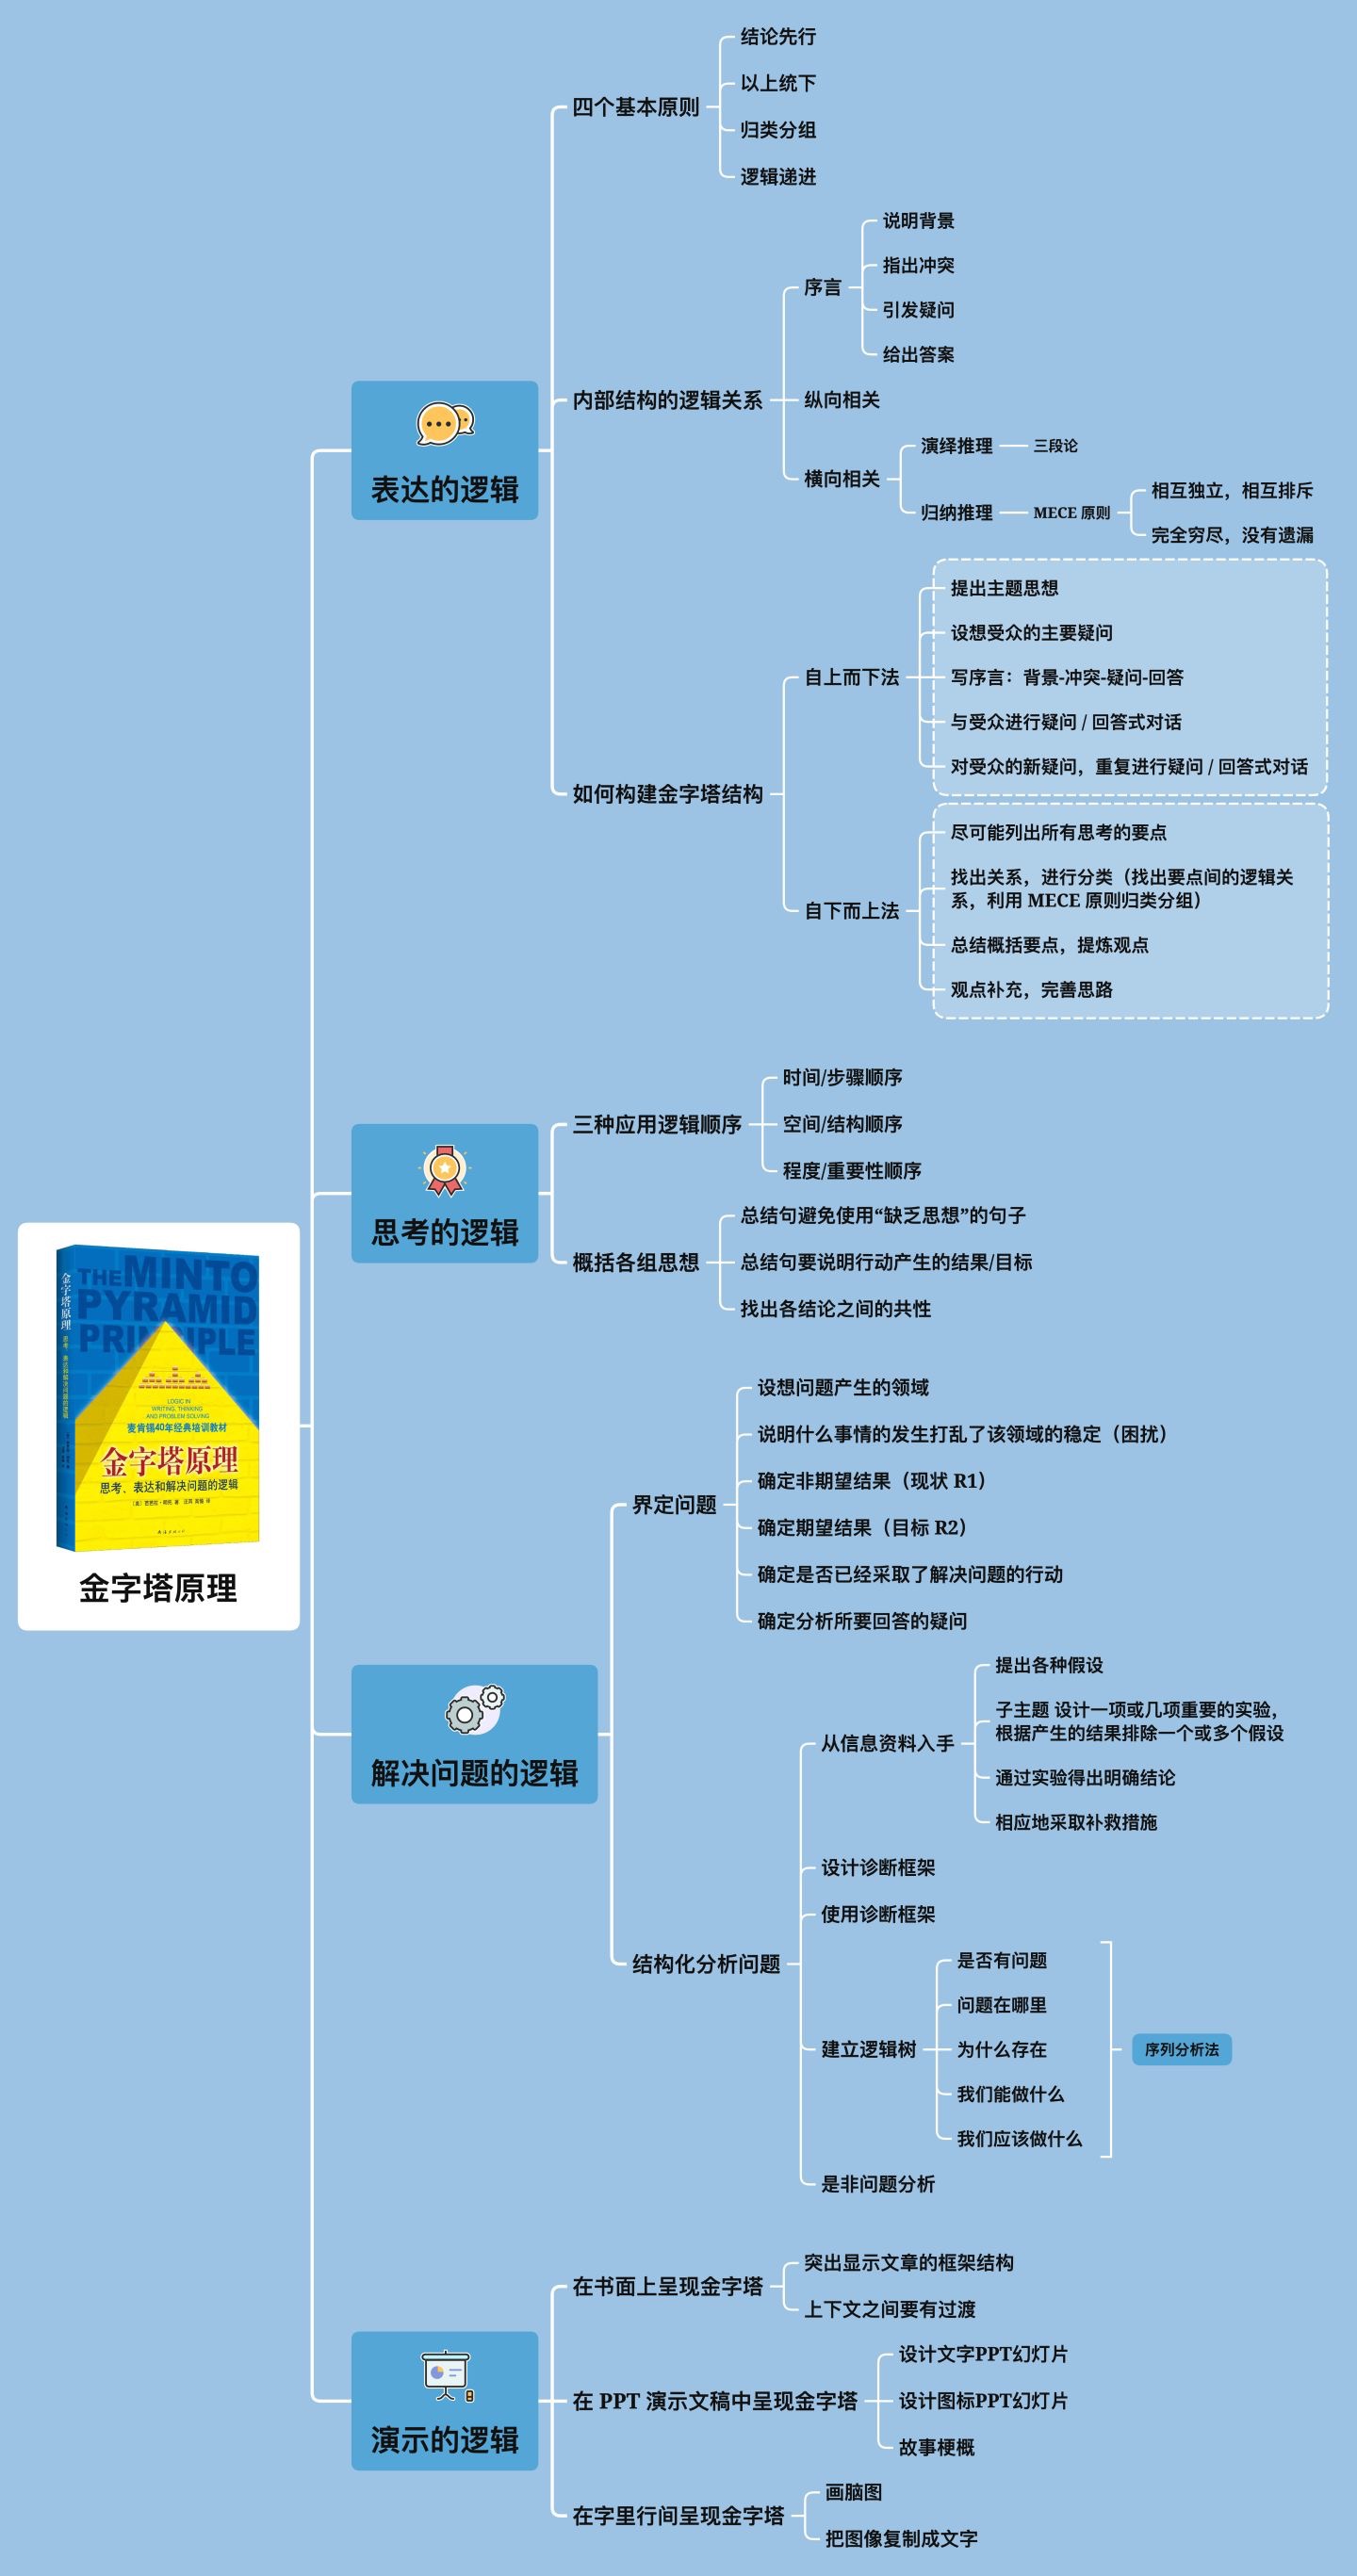 结论先行
以上统下
四个基本原则
归类分组
逻辑递进
说明背景
指出冲突
序言
引发疑问
给出答案
内部结构的逻辑关系
纵向相关
演绎推理
三段论
横向相关
相互独立，相互排斥
归纳推理
MECE 原则
完全穷尽，没有遗漏
表达的逻辑
提出主题思想
设想受众的主要疑问
自上而下法
写序言：背景-冲突-疑问-回答
与受众进行疑问 / 回答式对话
对受众的新疑问，重复进行疑问 / 回答式对话
如何构建金字塔结构
尽可能列出所有思考的要点
找出关系，进行分类（找出要点间的逻辑关
系，利用 MECE 原则归类分组）
自下而上法
总结概括要点，提炼观点
观点补充，完善思路
时间/步骤顺序
三种应用逻辑顺序
空间/结构顺序
程度/重要性顺序
思考的逻辑
总结句避免使用“缺乏思想”的句子
概括各组思想
总结句要说明行动产生的结果/目标
找出各结论之间的共性
THE MINTO
PYRAMID
PRINCIPLE
金字塔原理
思考、表达和解决问题的逻辑
LOGIC IN
WRITING, THINKING
AND PROBLEM SOLVING
麦肯锡40年经典培训教材
金字塔原理
思考、表达和解决问题的逻辑
金字塔原理
设想问题产生的领域
说明什么事情的发生打乱了该领域的稳定（困扰）
确定非期望结果（现状 R1）
界定问题
确定期望结果（目标 R2）
确定是否已经采取了解决问题的行动
确定分析所要回答的疑问
解决问题的逻辑
提出各种假设
子主题 设计一项或几项重要的实验，
根据产生的结果排除一个或多个假设
从信息资料入手
通过实验得出明确结论
相应地采取补救措施
设计诊断框架
使用诊断框架
结构化分析问题
是否有问题
问题在哪里
建立逻辑树
为什么存在
序列分析法
我们能做什么
我们应该做什么
是非问题分析
突出显示文章的框架结构
在书面上呈现金字塔
上下文之间要有过渡
设计文字PPT幻灯片
在 PPT 演示文稿中呈现金字塔
设计图标PPT幻灯片
演示的逻辑
故事梗概
画脑图
在字里行间呈现金字塔
把图像复制成文字